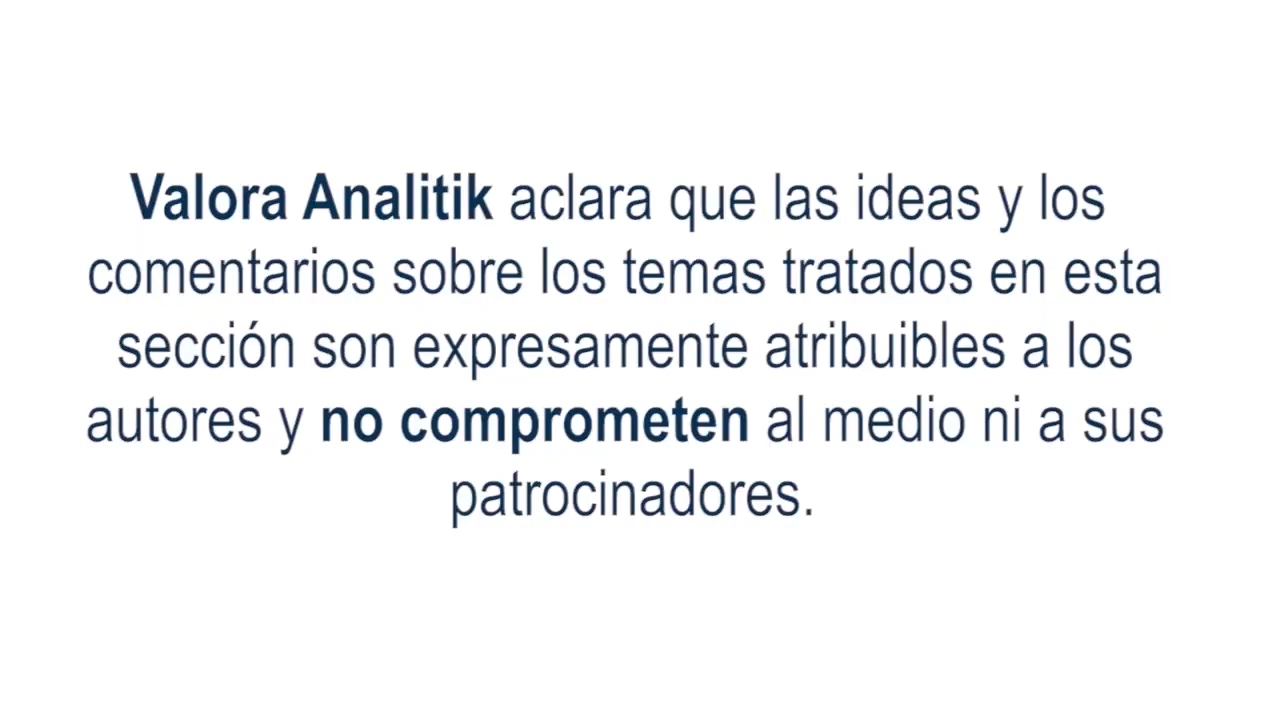 Valora Analitik aclara que las ideas y los
comentarios sobre los temas tratados en esta
sección son expresamente atribuibles a los
autores y no comprometen al medio ni a sus
patrocinadores.